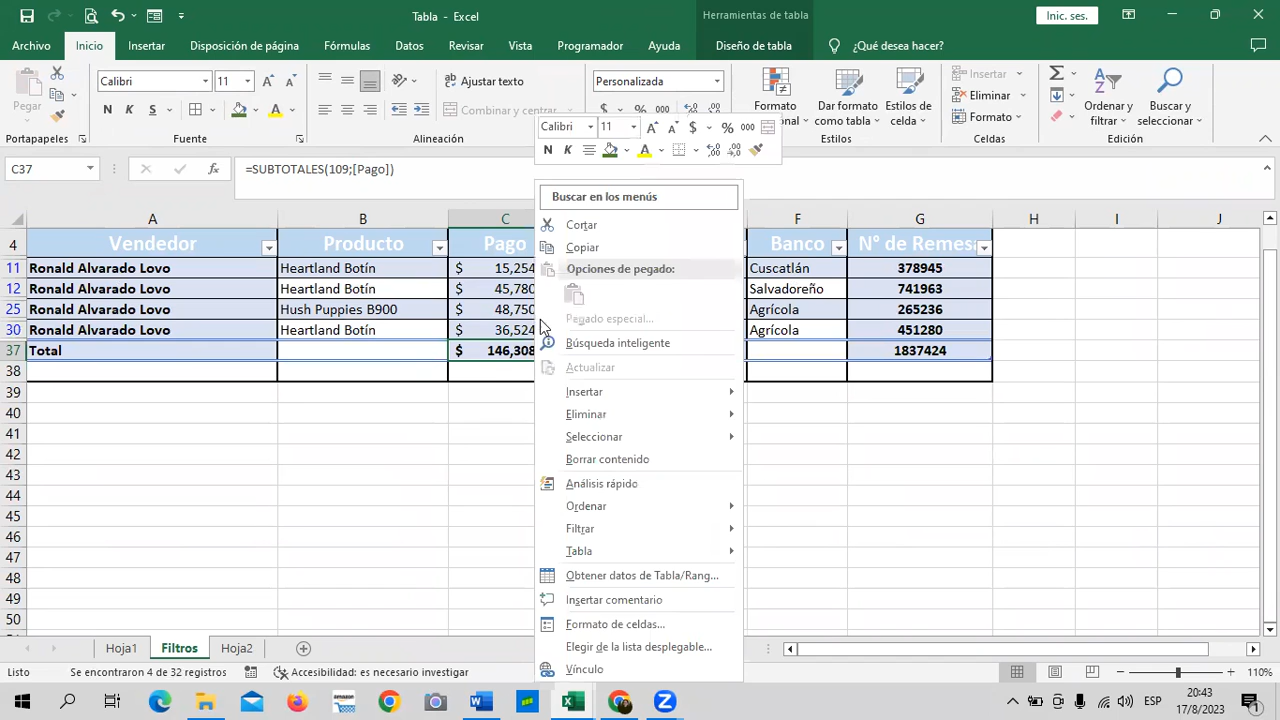 Tabla - Excel
Herramientas de tabla
Inic. ses.
Archivo Inicio Insertar Disposición de página Fórmulas Datos Revisar Vista Programador Ayuda Diseño de tabla ¿Qué desea hacer?
Pegar
Calibri 11
Ajustar texto
Personalizada
Insertar
N K S
Combinar y centrar
$ % 000
Eliminar
Formato
Formato condicional
Dar formato como tabla
Estilos de celda
Ordenar y filtrar
Buscar y seleccionar
Portapapeles Fuente Alineación Estilos Celdas Edición
Calibri 11 $ % 000
N K
C37 fx =SUBTOTALES(109;[Pago])
A B C F G H I J
4 Vendedor Producto Pago Banco N° de Remesa
11 Ronald Alvarado Lovo Heartland Botín $ 15,254 Cuscatlán 378945
12 Ronald Alvarado Lovo Heartland Botín $ 45,780 Salvadoreño 741963
25 Ronald Alvarado Lovo Hush Puppies B900 $ 48,750 Agrícola 265236
30 Ronald Alvarado Lovo Heartland Botín $ 36,524 Agrícola 451280
37 Total $ 146,308 1837424
38
39
40
41
42
43
44
45
46
47
48
49
50
Buscar en los menús
Cortar
Copiar
Opciones de pegado:
Pegado especial...
Búsqueda inteligente
Actualizar
Insertar
Eliminar
Seleccionar
Borrar contenido
Análisis rápido
Ordenar
Filtrar
Tabla
Obtener datos de Tabla/Rang...
Insertar comentario
Formato de celdas...
Elegir de la lista desplegable...
Vínculo
Hoja1 Filtros Hoja2
Listo Se encontraron 4 de 32 registros Accesibilidad: es necesario investigar 110%
ESP
20:43
17/8/2023